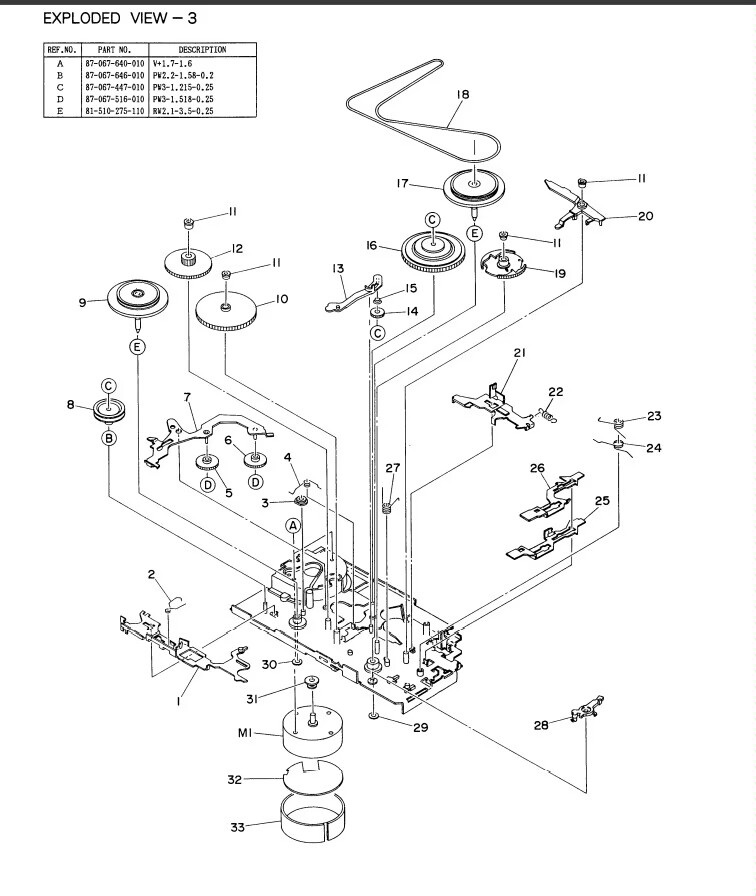 EXPLODED VIEW - 3
REF.NO. PART NO. DESCRIPTION
A 87-067-640-010 V+1.7-1.6
B 87-067-646-010 PW2.2-1.58-0.2
C 87-067-447-010 PW3-1.215-0.25
D 87-067-516-010 PW3-1.518-0.25
E 81-510-275-110 RW2.1-3.5-0.25
18
17
11
20
C
11
E
12
16
11
11
13
15
19
9
10
14
C
E
21
22
C
7
23
8
B
6
4
24
27
26
D
5
D
3
25
A
2
30
1
31
29
28
M1
32
33